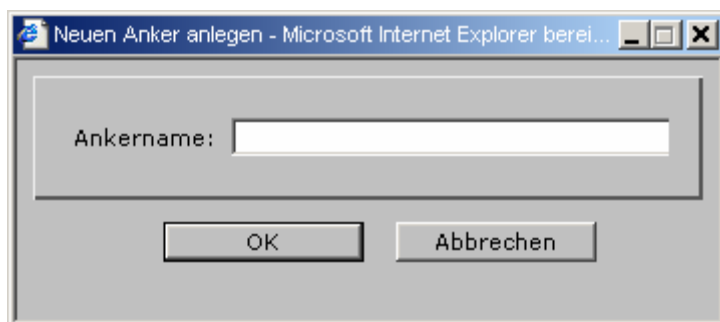 Neuen Anker anlegen - Microsoft Internet Explorer berei...
Ankername:
OK Abbrechen